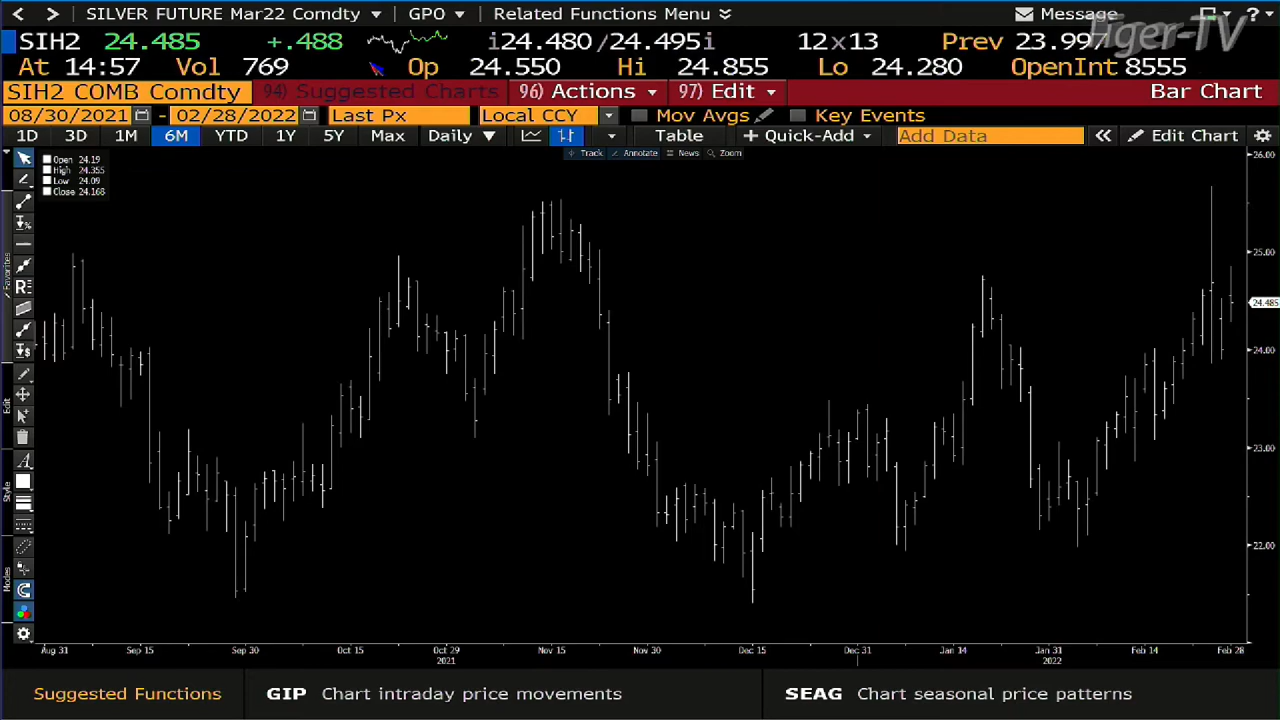 SILVER FUTURE Mar22 Comdty GPO Related Functions Menu Message ?
Tiger-TV
SIH2 24.485 +.488 i24.480 /24.495i 12x13 Prev 23.997
At 14:57 Vol 769 Op 24.550 Hi 24.855 Lo 24.280 OpenInt 8555
SIH2 COMB Comdty 94) Suggested Charts 96) Actions 97) Edit Bar Chart
08/30/2021 - 02/28/2022 Last Px Local CCY Mov Avgs Key Events
1D 3D 1M 6M YTD 1Y 5Y Max Daily Table + Quick-Add Add Data Edit Chart
Track Annotate News Zoom
Open 24.19
High 24.355
Low 24.09
Close 24.168
Favorites
Edit
Style
Modes
26.00
25.00
24.485
24.00
23.00
22.00
Aug 31 Sep 15 Sep 30 Oct 15 Oct 29 Nov 15 Nov 30 Dec 15 Dec 31 Jan 14 Jan 31 Feb 14 Feb 28
2021 2022
Suggested Functions GIP Chart intraday price movements SEAG Chart seasonal price patterns